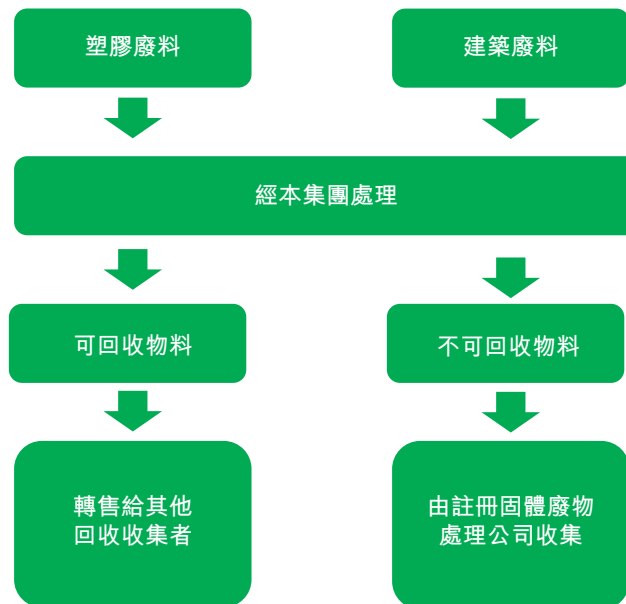 塑膠廢料
建築廢料
經本集團處理
可回收物料
不可回收物料
轉售給其他
回收收集者
由註冊固體廢物
處理公司收集